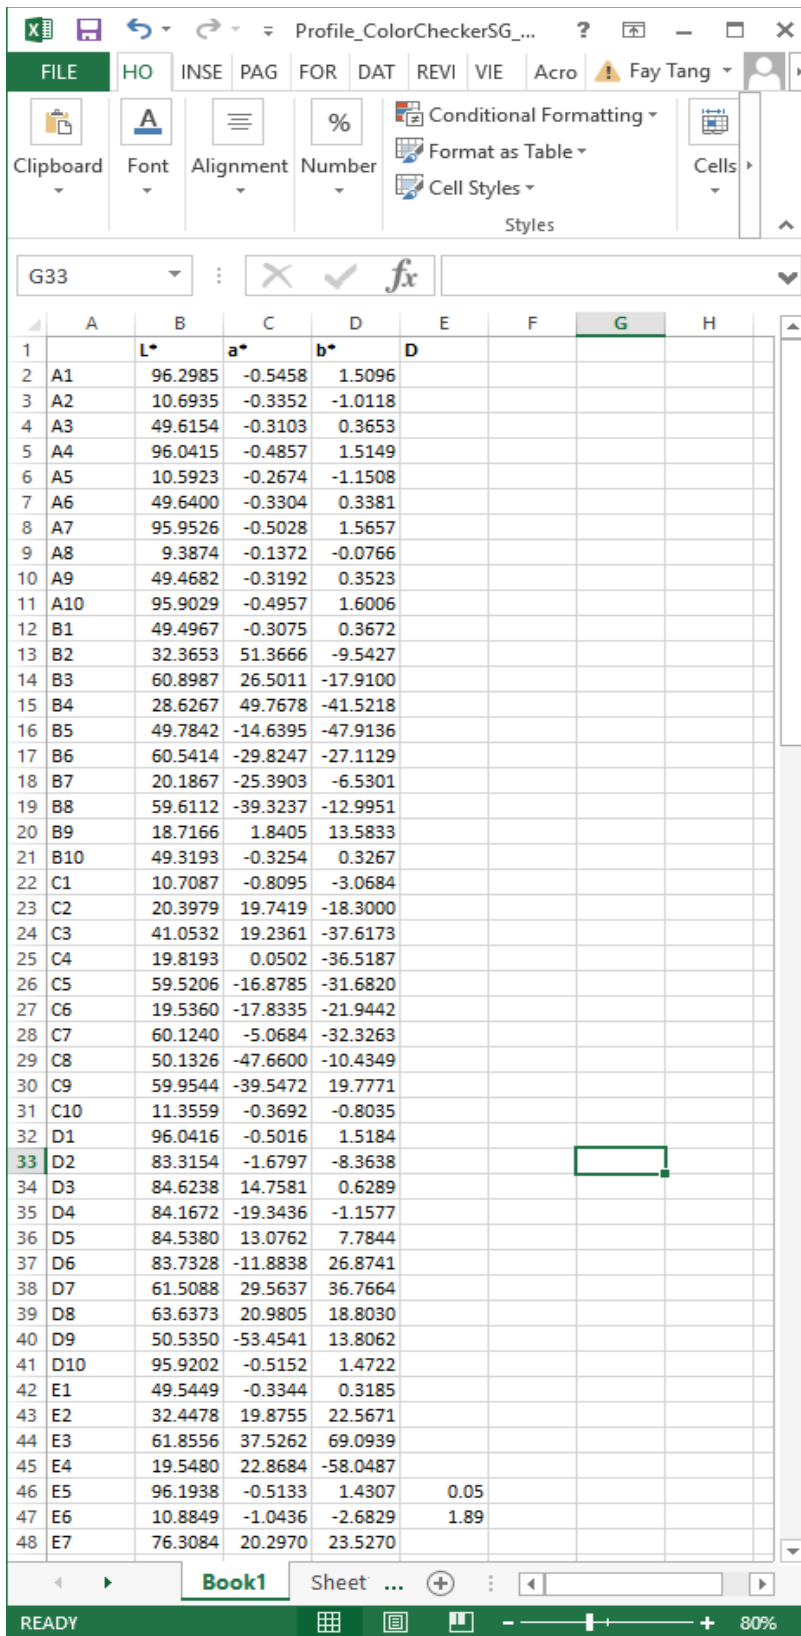 Profile_ColorCheckerSG_... ?
FILE HO INSE PAG FOR DAT REVI VIE Acro Fay Tang
Clipboard Font Alignment Number Conditional Formatting Format as Table Cell Styles Cells
Styles
G33 fx
A B C D E F G H
1 L* a* b* D
2 A1 96.2985 -0.5458 1.5096
3 A2 10.6935 -0.3352 -1.0118
4 A3 49.6154 -0.3103 0.3653
5 A4 96.0415 -0.4857 1.5149
6 A5 10.5923 -0.2674 -1.1508
7 A6 49.6400 -0.3304 0.3381
8 A7 95.9526 -0.5028 1.5657
9 A8 9.3874 -0.1372 -0.0766
10 A9 49.4682 -0.3192 0.3523
11 A10 95.9029 -0.4957 1.6006
12 B1 49.4967 -0.3075 0.3672
13 B2 32.3653 51.3666 -9.5427
14 B3 60.8987 26.5011 -17.9100
15 B4 28.6267 49.7678 -41.5218
16 B5 49.7842 -14.6395 -47.9136
17 B6 60.5414 -29.8247 -27.1129
18 B7 20.1867 -25.3903 -6.5301
19 B8 59.6112 -39.3237 -12.9951
20 B9 18.7166 1.8405 13.5833
21 B10 49.3193 -0.3254 0.3267
22 C1 10.7087 -0.8095 -3.0684
23 C2 20.3979 19.7419 -18.3000
24 C3 41.0532 19.2361 -37.6173
25 C4 19.8193 0.0502 -36.5187
26 C5 59.5206 -16.8785 -31.6820
27 C6 19.5360 -17.8335 -21.9442
28 C7 60.1240 -5.0684 -32.3263
29 C8 50.1326 -47.6600 -10.4349
30 C9 59.9544 -39.5472 19.7771
31 C10 11.3559 -0.3692 -0.8035
32 D1 96.0416 -0.5016 1.5184
33 D2 83.3154 -1.6797 -8.3638
34 D3 84.6238 14.7581 0.6289
35 D4 84.1672 -19.3436 -1.1577
36 D5 84.5380 13.0762 7.7844
37 D6 83.7328 -11.8838 26.8741
38 D7 61.5088 29.5637 36.7664
39 D8 63.6373 20.9805 18.8030
40 D9 50.5350 -53.4541 13.8062
41 D10 95.9202 -0.5152 1.4722
42 E1 49.5449 -0.3344 0.3185
43 E2 32.4478 19.8755 22.5671
44 E3 61.8556 37.5262 69.0939
45 E4 19.5480 22.8684 -58.0487
46 E5 96.1938 -0.5133 1.4307 0.05
47 E6 10.8849 -1.0436 -2.6829 1.89
48 E7 76.3084 20.2970 23.5270
Book1 Sheet ...
READY 80%